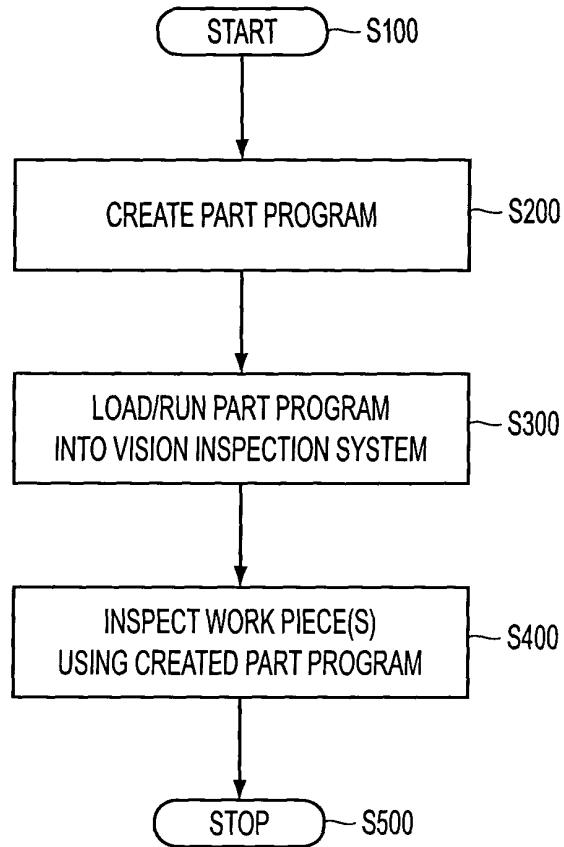 START
S100
CREATE PART PROGRAM
S200
LOAD/RUN PART PROGRAM
INTO VISION INSPECTION SYSTEM
S300
INSPECT WORK PIECE(S)
USING CREATED PART PROGRAM
S400
STOP
S500